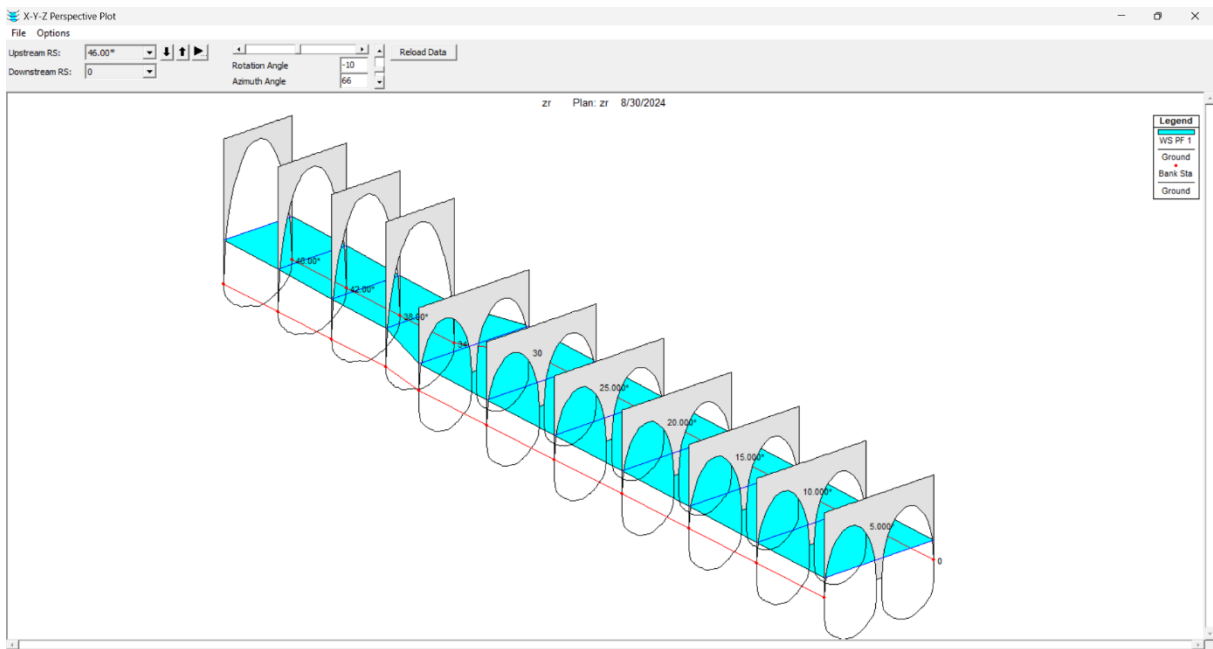 X-Y-Z Perspective Plot
File Options
Upstream RS: 46.00*
Downstream RS: 0
Rotation Angle -10
Azimuth Angle 66
Reload Data
zr Plan: zr 8/30/2024
Legend
WS PF 1
Ground
Bank Sta
Ground
46.00*
42.00*
38.00*
34
30
25.000*
20.000*
15.000*
10.000*
5.000*
0